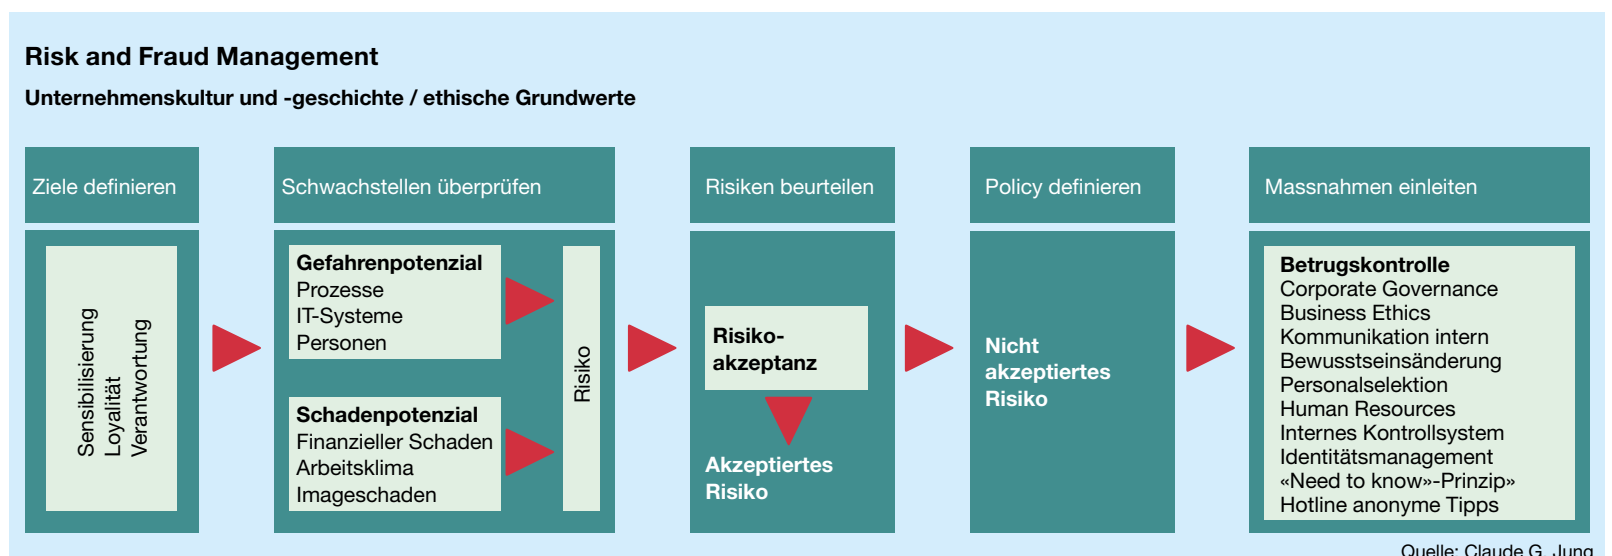 Risk and Fraud Management
Unternehmenskultur und -geschichte / ethische Grundwerte
Ziele definieren
Sensibilisierung
Loyalität
Verantwortung
Schwachstellen überprüfen
Gefahrenpotenzial
Prozesse
IT-Systeme
Personen
Schadenpotenzial
Finanzieller Schaden
Arbeitsklima
Imageschaden
Risiko
Risiken beurteilen
Risiko-
akzeptanz
Akzeptiertes
Risiko
Policy definieren
Nicht
akzeptiertes
Risiko
Massnahmen einleiten
Betrugskontrolle
Corporate Governance
Business Ethics
Kommunikation intern
Bewusstseinsänderung
Personalselektion
Human Resources
Internes Kontrollsystem
Identitätsmanagement
«Need to know»-Prinzip»
Hotline anonyme Tipps
Quelle: Claude G. Jung